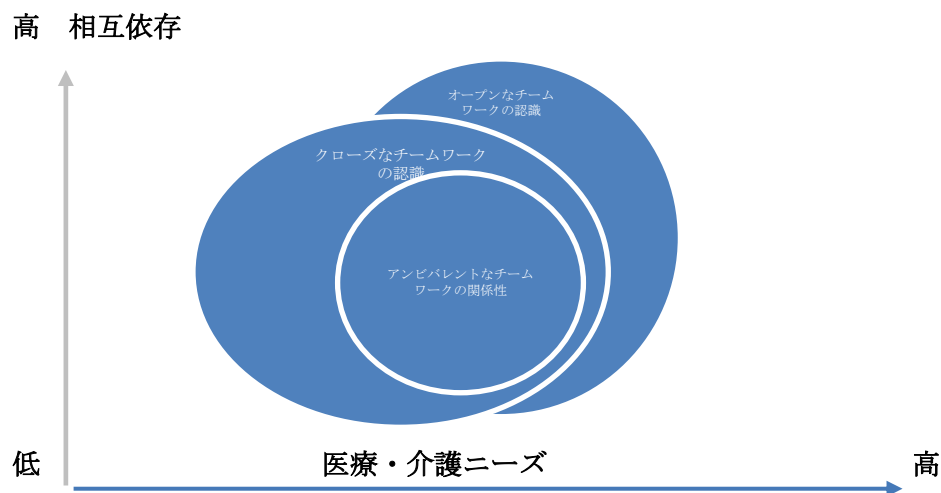 高　相互依存
オープンなチーム
ワークの認識
クローズなチームワーク
の認識
アンビバレントなチーム
ワークの関係性
低
医療・介護ニーズ
高